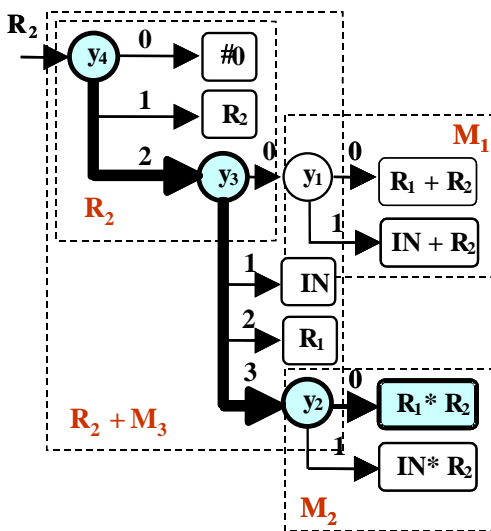 R2
y4
0
#0
1
R2
2
y3
0
y1
0
M1
R1 + R2
1
IN + R2
R2
1
IN
2
R1
3
y2
0
R1* R2
R2 + M3
1
IN* R2
M2